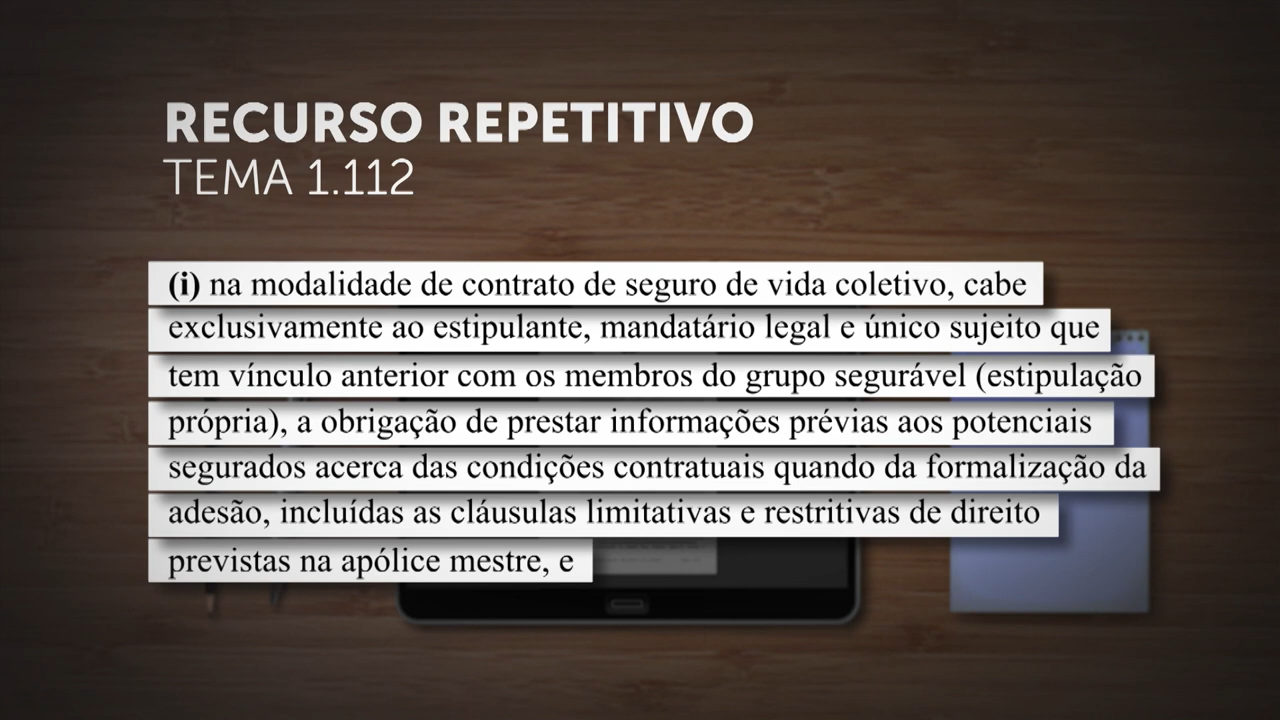 RECURSO REPETITIVO
TEMA 1.112
(i) na modalidade de contrato de seguro de vida coletivo, cabe
exclusivamente ao estipulante, mandatário legal e único sujeito que
tem vínculo anterior com os membros do grupo segurável (estipulação
própria), a obrigação de prestar informações prévias aos potenciais
segurados acerca das condições contratuais quando da formalização da
adesão, incluídas as cláusulas limitativas e restritivas de direito
previstas na apólice mestre, e